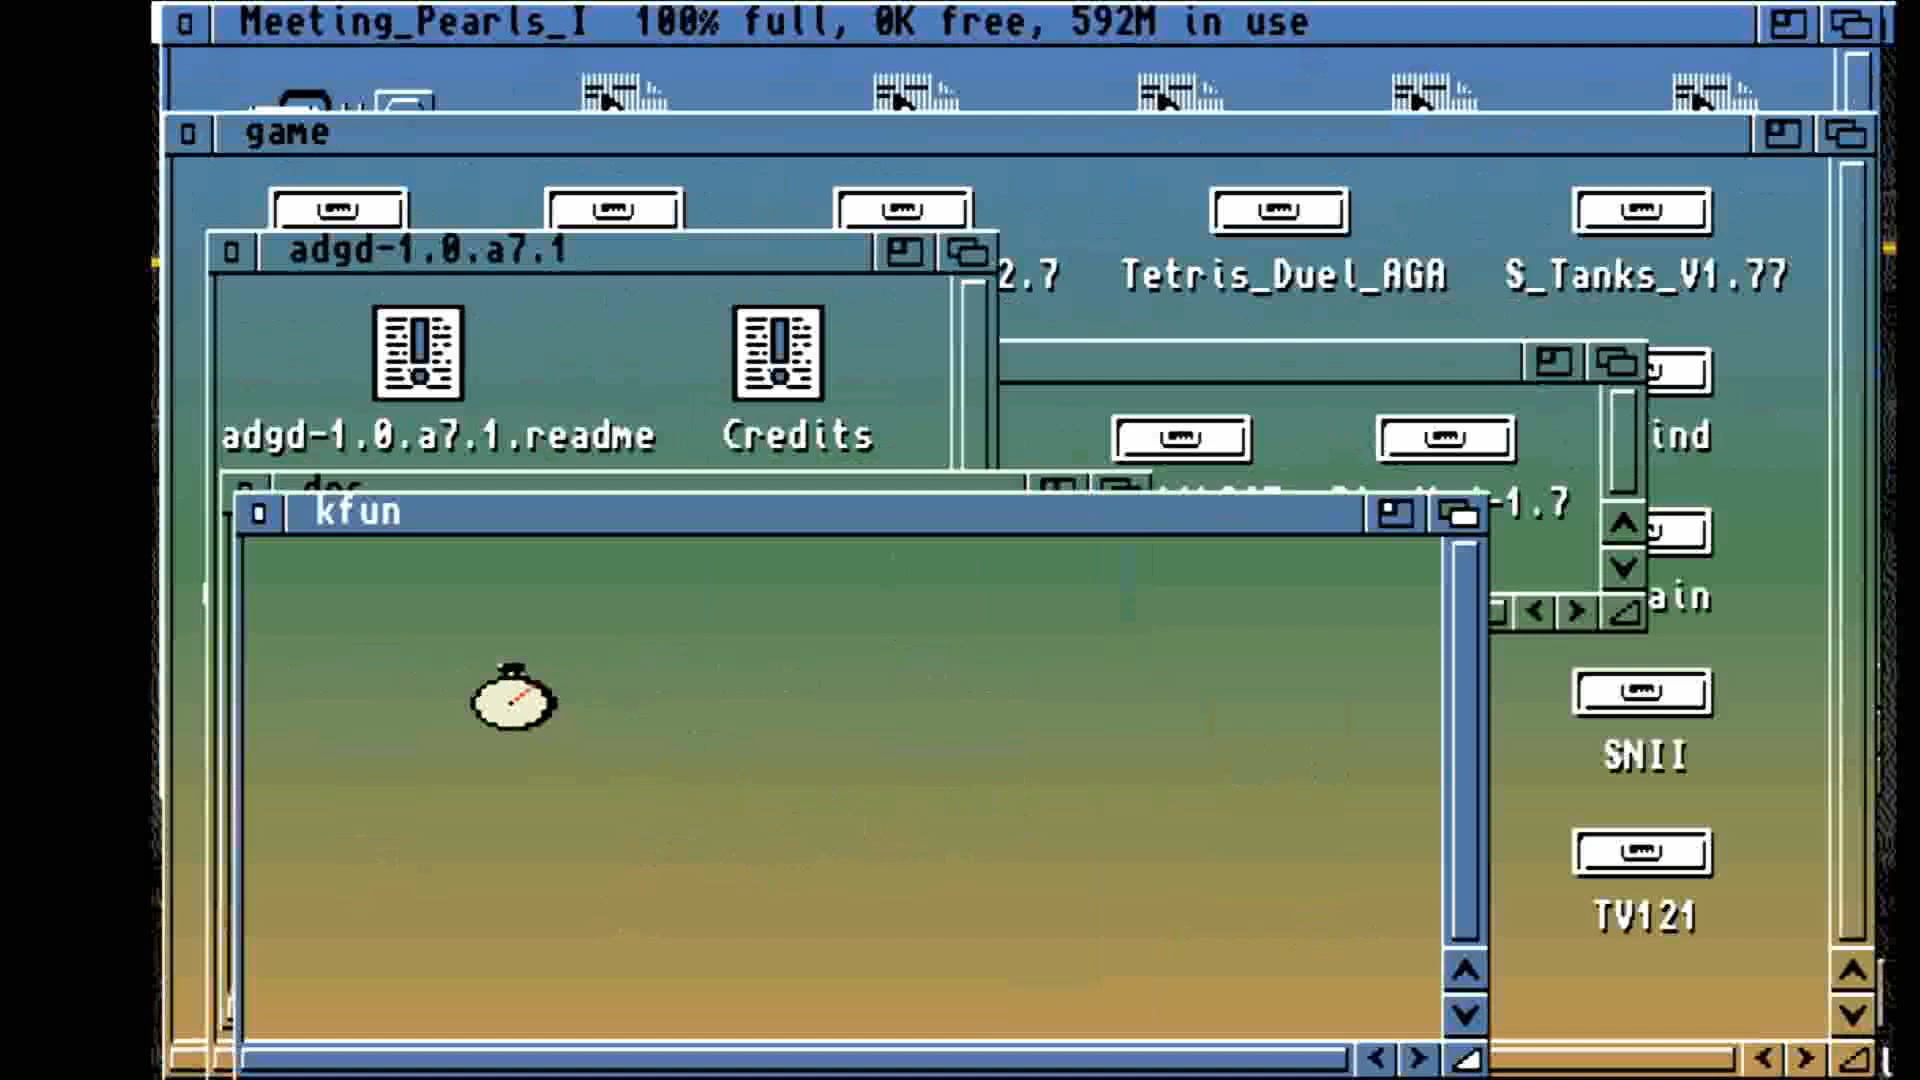 Meeting_Pearls_I 100% full, 0K free, 592M in use
game
adgd-1.0.a7.1
2.7
Tetris_Duel_AGA
S_Tanks_V1.77
adgd-1.0.a7.1.readme
Credits
ind
-1.7
kfun
ain
SNII
TV121